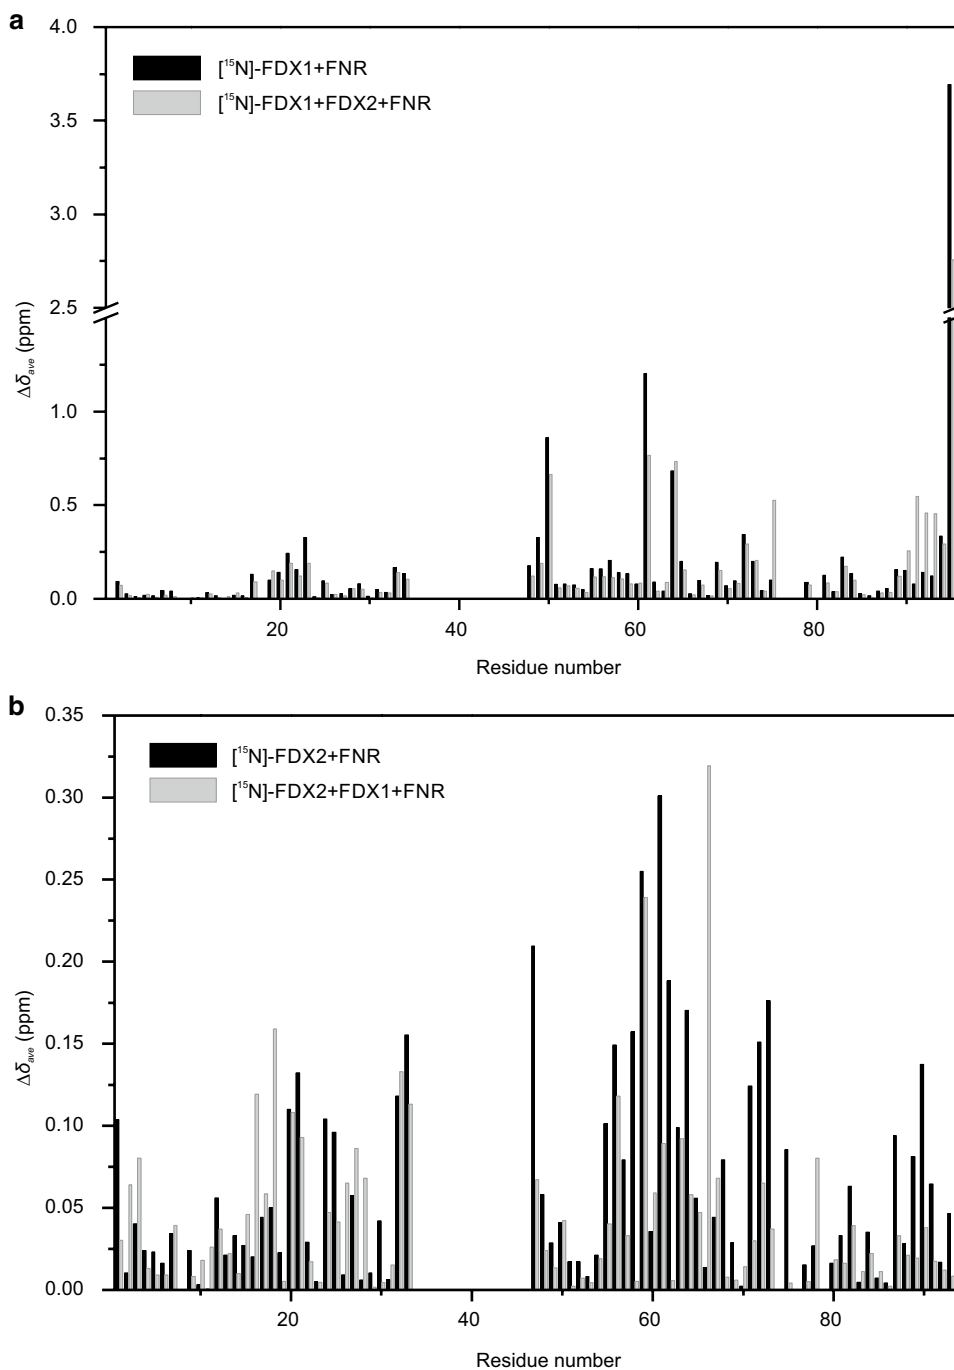 a
4.0
3.5
3.0
2.5
1.0
0.5
0.0
Δδave (ppm)
[15N]-FDX1+FNR
[15N]-FDX1+FDX2+FNR
20 40 60 80
Residue number
b
0.35
0.30
0.25
0.20
0.15
0.10
0.05
0.00
Δδave (ppm)
[15N]-FDX2+FNR
[15N]-FDX2+FDX1+FNR
20 40 60 80
Residue number